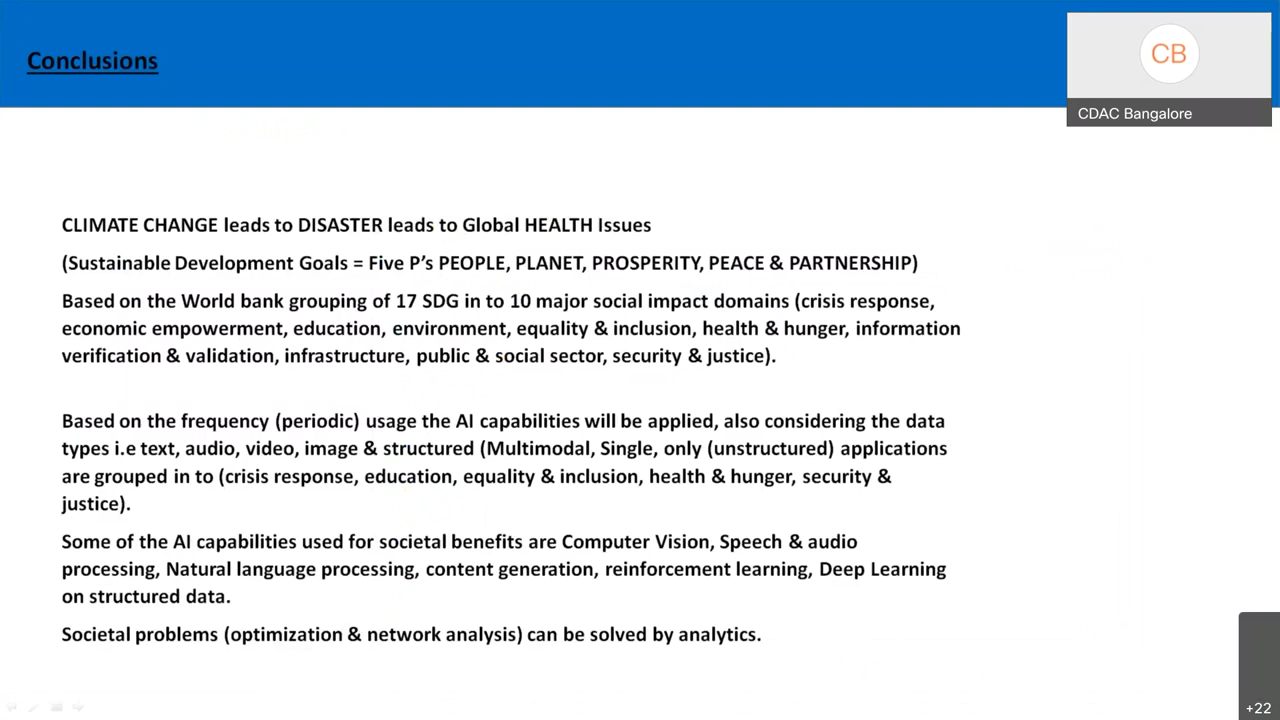 Conclusions
CB
CDAC Bangalore
CLIMATE CHANGE leads to DISASTER leads to Global HEALTH Issues
(Sustainable Development Goals = Five P's PEOPLE, PLANET, PROSPERITY, PEACE & PARTNERSHIP)
Based on the World bank grouping of 17 SDG in to 10 major social impact domains (crisis response,
economic empowerment, education, environment, equality & inclusion, health & hunger, information
verification & validation, infrastructure, public & social sector, security & justice).
Based on the frequency (periodic) usage the AI capabilities will be applied, also considering the data
types i.e text, audio, video, image & structured (Multimodal, Single, only (unstructured) applications
are grouped in to (crisis response, education, equality & inclusion, health & hunger, security &
justice).
Some of the AI capabilities used for societal benefits are Computer Vision, Speech & audio
processing, Natural language processing, content generation, reinforcement learning, Deep Learning
on structured data.
Societal problems (optimization & network analysis) can be solved by analytics.
+22